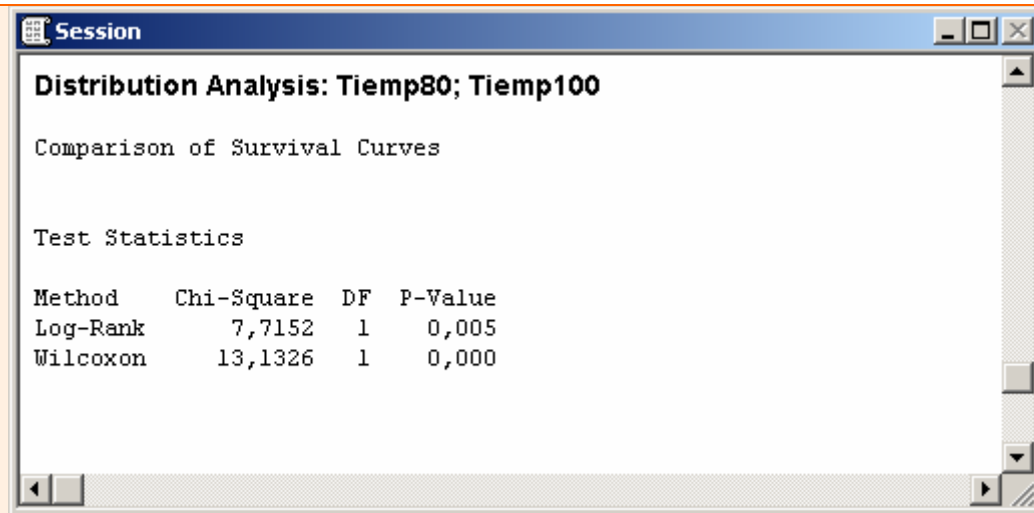 Session
Distribution Analysis: Tiemp80; Tiemp100
Comparison of Survival Curves
Test Statistics
Method Chi-Square DF P-Value
Log-Rank 7,7152 1 0,005
Wilcoxon 13,1326 1 0,000